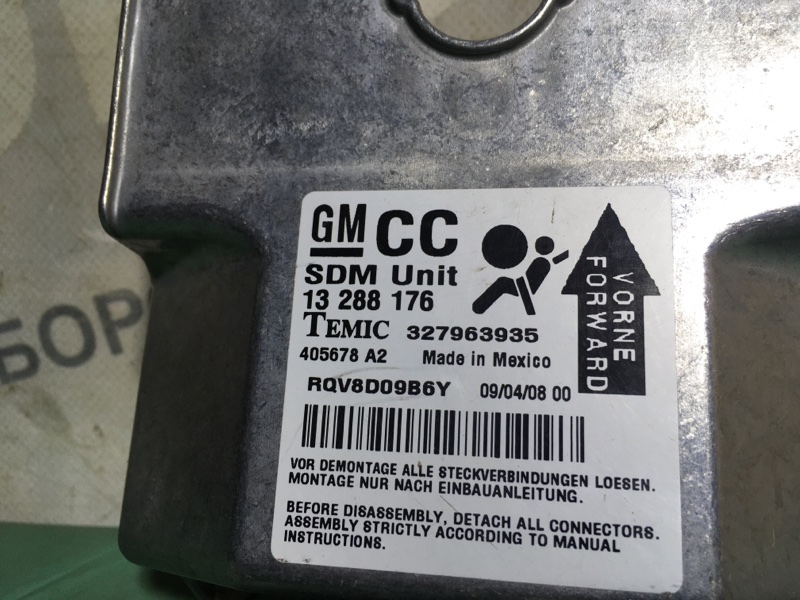 GM CC
SDM Unit
13 288 176
TEMIC 327963935
405678 A2 Made in Mexico
RQV8D09B6Y 09/04/08 00
VORNE
FORWARD
VOR DEMONTAGE ALLE STECKVERBINDUNGEN LOESEN.
MONTAGE NUR NACH EINBAUANLEITUNG.
BEFORE DISASSEMBLY, DETACH ALL CONNECTORS.
ASSEMBLY STRICTLY ACCORDING TO MANUAL
INSTRUCTIONS.